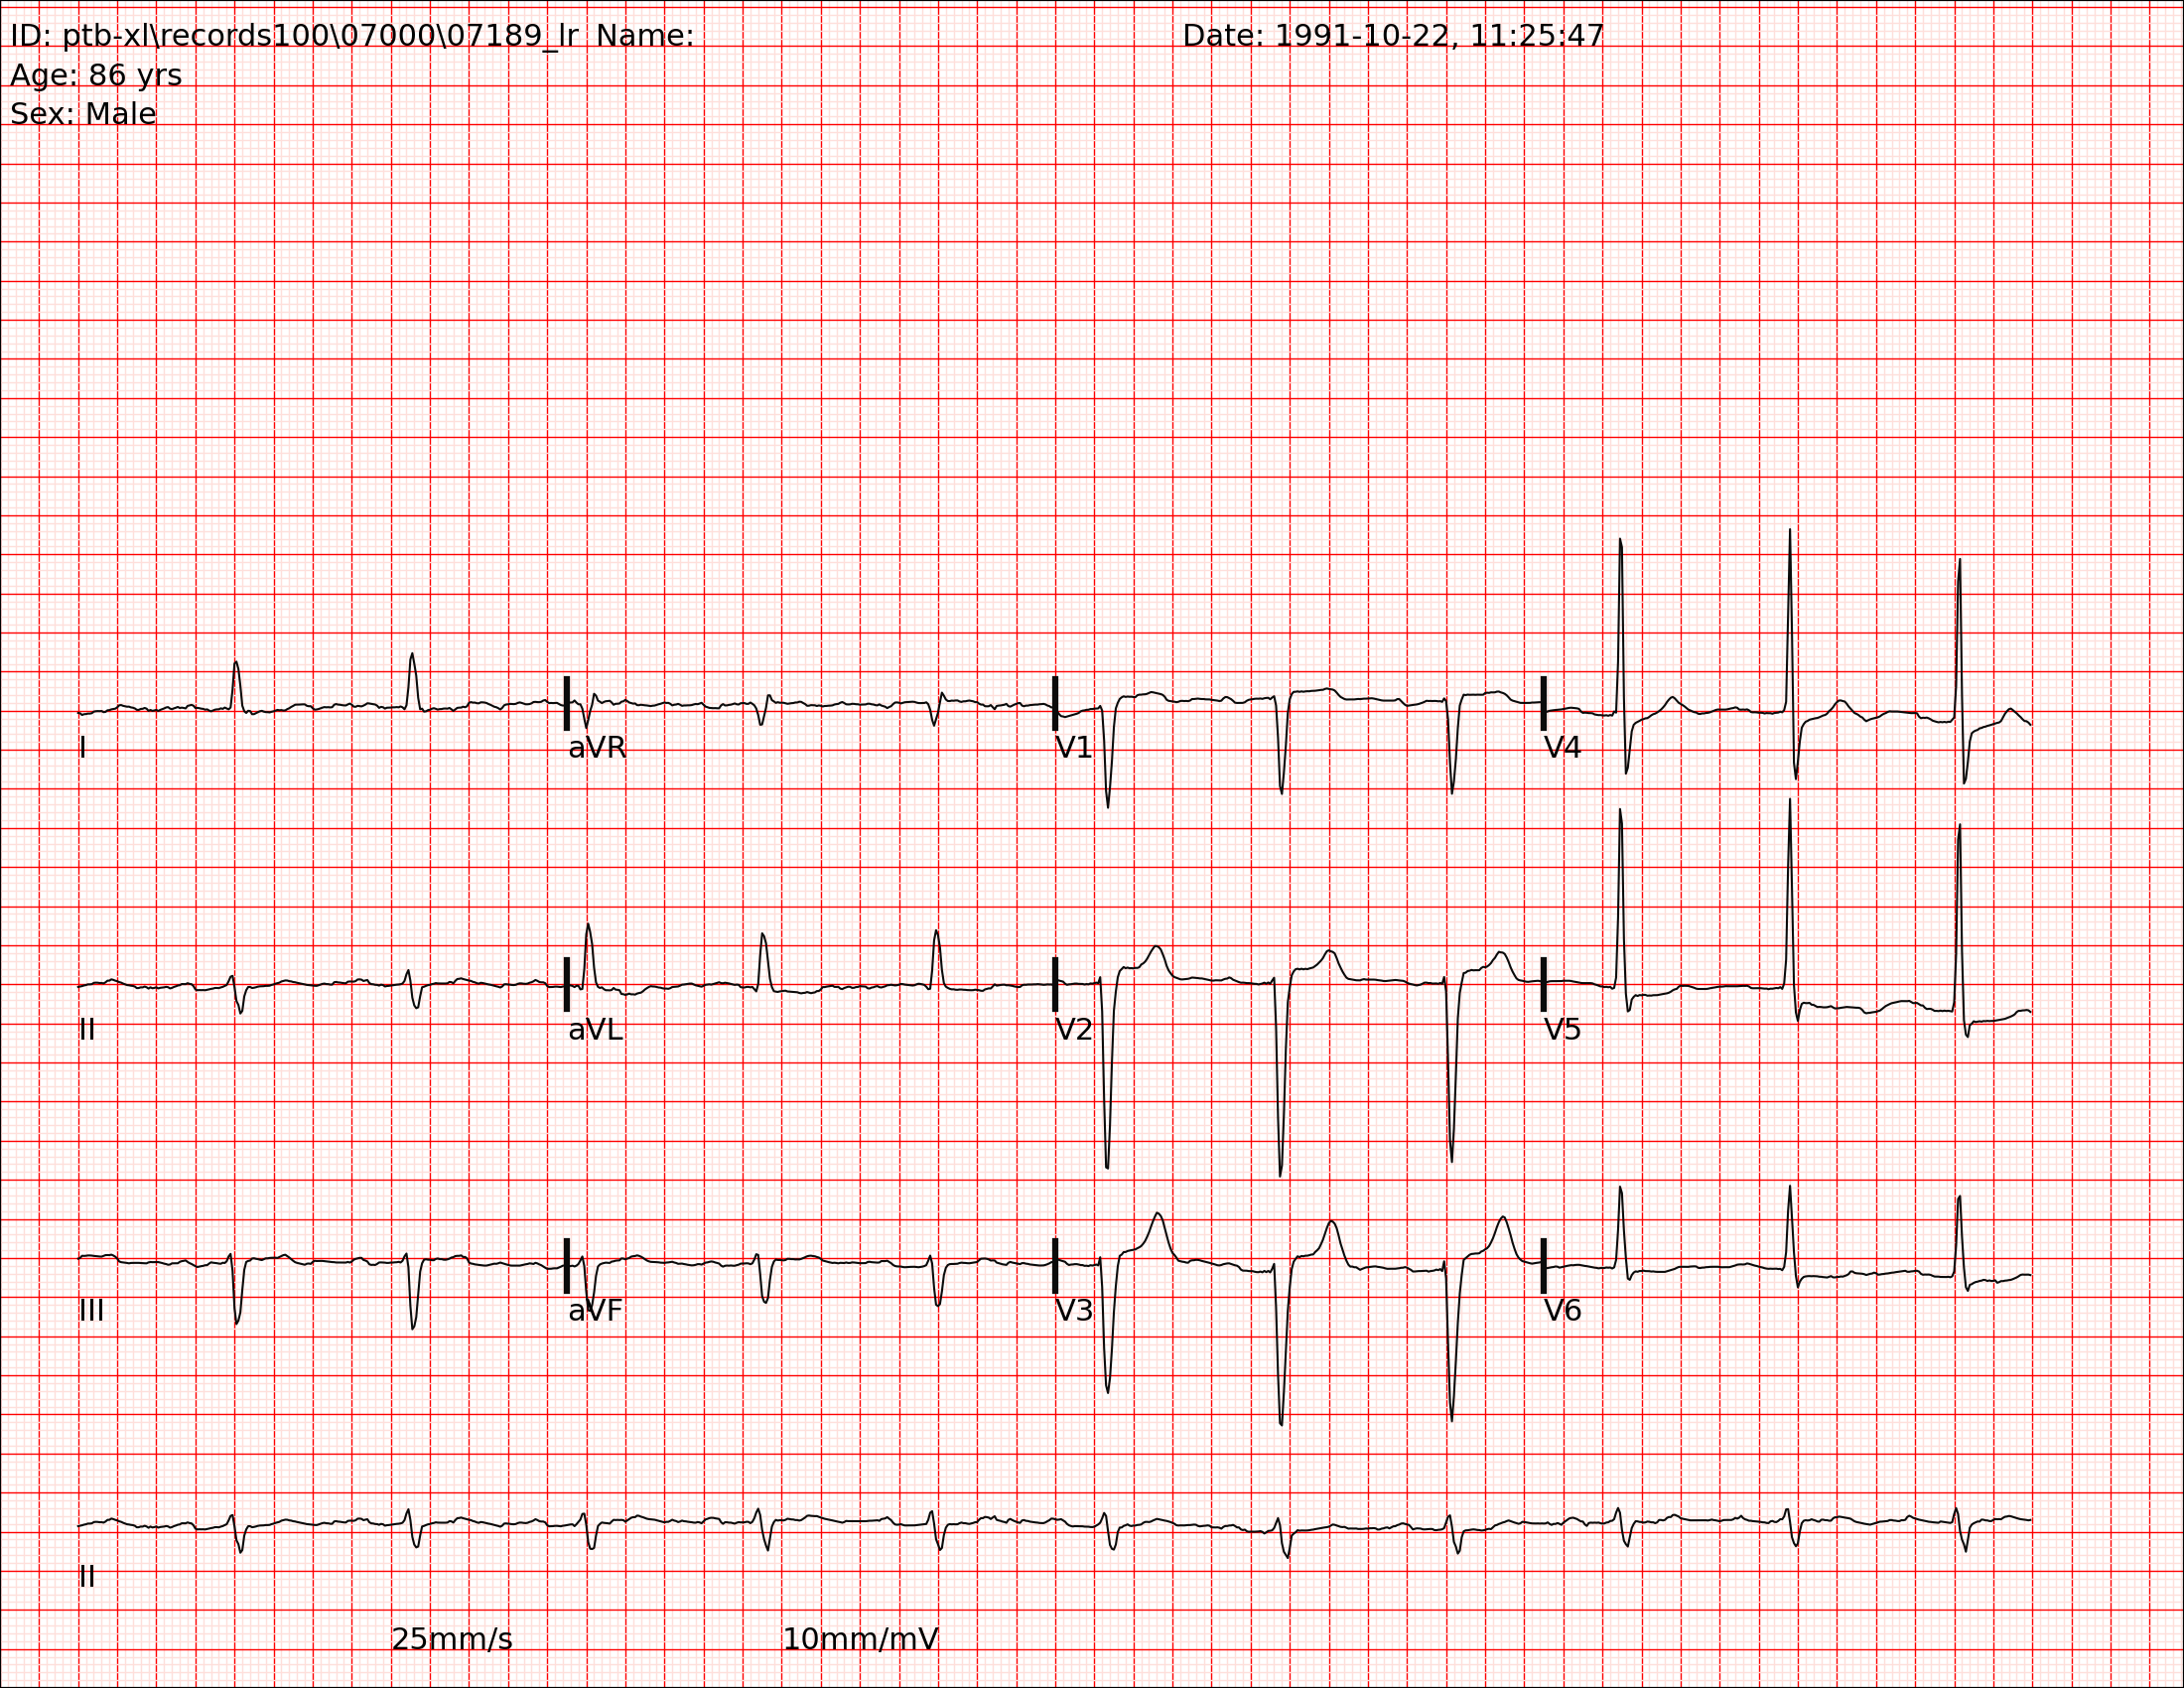 ID: ptb-xl\records100\07000\07189_lr Name: Date: 1991-10-22, 11:25:47
Age: 86 yrs
Sex: Male
I aVR V1 V4
II aVL V2 V5
III aVF V3 V6
II
25mm/s 10mm/mV